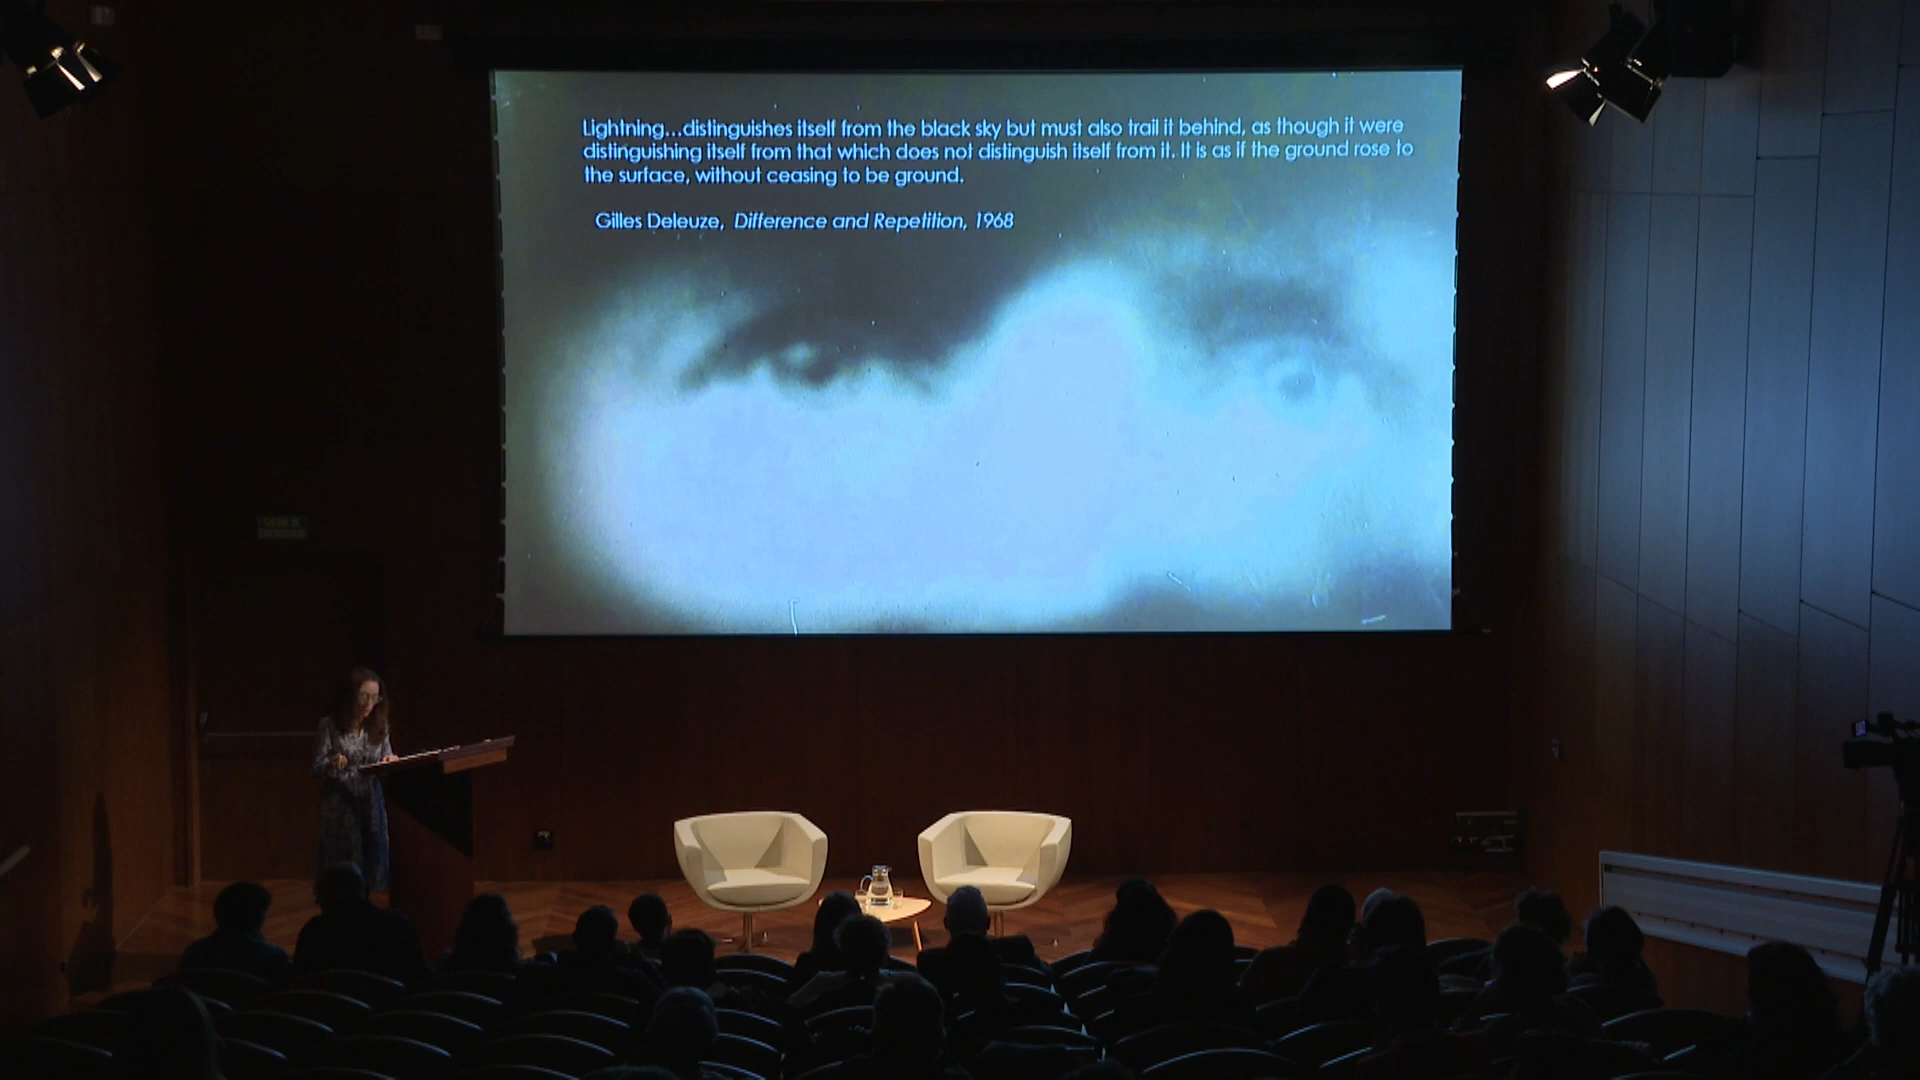 Lightning...distinguishes itself from the black sky but must also trail it behind, as though it were
distinguishing itself from that which does not distinguish itself from it. It is as if the ground rose to
the surface, without ceasing to be ground.
Gilles Deleuze, Difference and Repetition, 1968